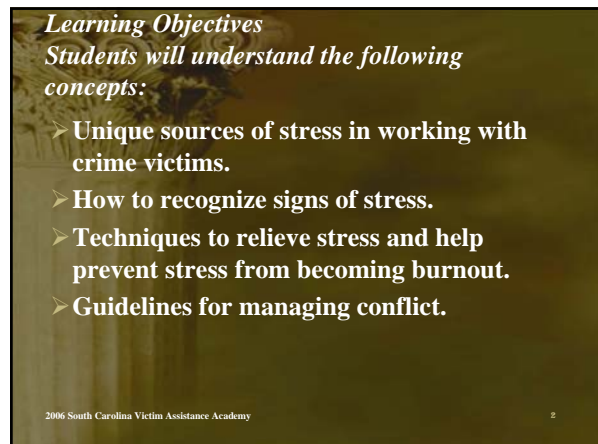 Learning Objectives
Students will understand the following
concepts:
➢Unique sources of stress in working with
crime victims.
➢How to recognize signs of stress.
➢Techniques to relieve stress and help
prevent stress from becoming burnout.
➢Guidelines for managing conflict.
2006 South Carolina Victim Assistance Academy 2